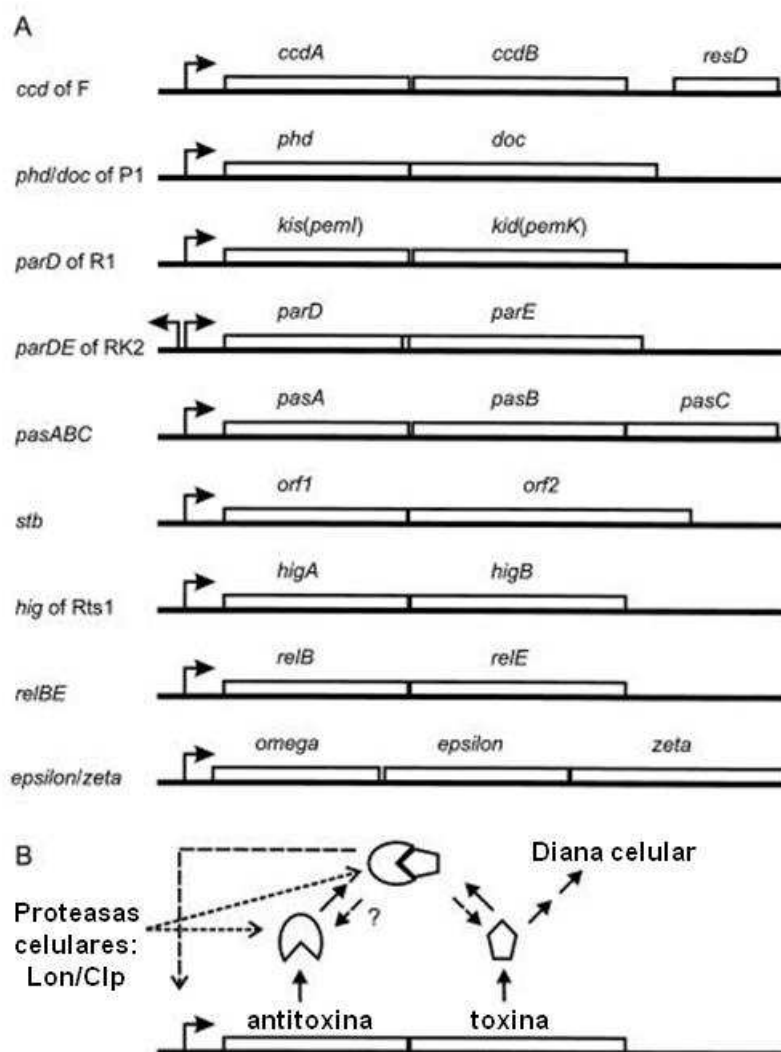 A
ccdA ccdB resD
ccd of F
phd doc
phd/doc of P1
kis(pemI) kid(pemK)
parD of R1
parD parE
parDE of RK2
pasA pasB pasC
pasABC
orf1 orf2
stb
higA higB
hig of Rts1
relB relE
relBE
omega epsilon zeta
epsilon/zeta
B
Diana celular
Proteasas
celulares:
Lon/Clp
?
antitoxina toxina